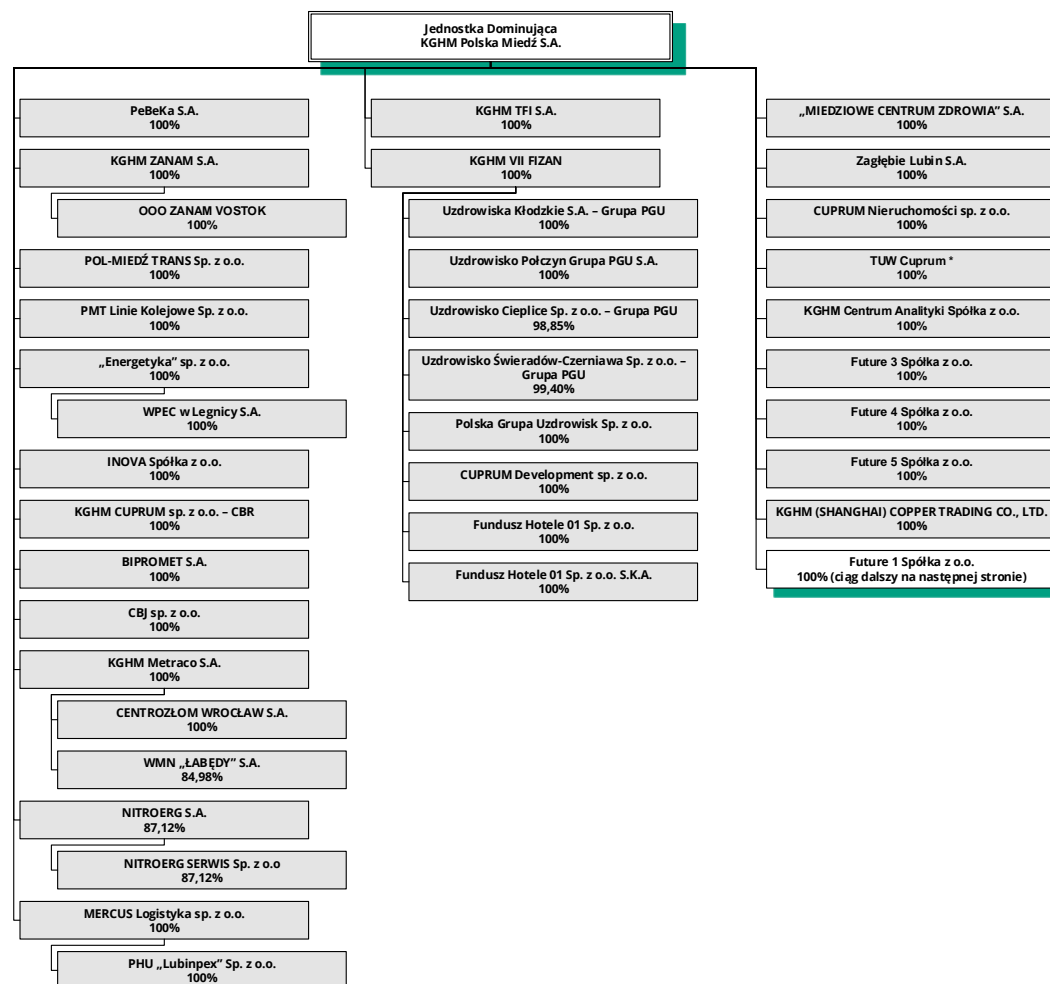 Jednostka Dominująca
KGHM Polska Miedź S.A.
PeBeKa S.A.
100%
KGHM ZANAM S.A.
100%
OOO ZANAM VOSTOK
100%
POL-MIEDŹ TRANS Sp. z o.o.
100%
PMT Linie Kolejowe Sp. z o.o.
100%
„Energetyka” sp. z o.o.
100%
WPEC w Legnicy S.A.
100%
INOVA Spółka z o.o.
100%
KGHM CUPRUM sp. z o.o. – CBR
100%
BIPROMET S.A.
100%
CBJ sp. z o.o.
100%
KGHM Metraco S.A.
100%
CENTROZŁOM WROCŁAW S.A.
100%
WMN „ŁABĘDY” S.A.
84,98%
NITROERG S.A.
87,12%
NITROERG SERWIS Sp. z o.o
87,12%
MERCUS Logistyka sp. z o.o.
100%
PHU „Lubinpex” Sp. z o.o.
100%
KGHM TFI S.A.
100%
KGHM VII FIZAN
100%
Uzdrowiska Kłodzkie S.A. – Grupa PGU
100%
Uzdrowisko Połczyn Grupa PGU S.A.
100%
Uzdrowisko Cieplice Sp. z o.o. – Grupa PGU
98,85%
Uzdrowisko Świeradów-Czerniawa Sp. z o.o. –
Grupa PGU
99,40%
Polska Grupa Uzdrowisk Sp. z o.o.
100%
CUPRUM Development sp. z o.o.
100%
Fundusz Hotele 01 Sp. z o.o.
100%
Fundusz Hotele 01 Sp. z o.o. S.K.A.
100%
„MIEDZIOWE CENTRUM ZDROWIA” S.A.
100%
Zagłębie Lubin S.A.
100%
CUPRUM Nieruchomości sp. z o.o.
100%
TUW Cuprum *
100%
KGHM Centrum Analityki Spółka z o.o.
100%
Future 3 Spółka z o.o.
100%
Future 4 Spółka z o.o.
100%
Future 5 Spółka z o.o.
100%
KGHM (SHANGHAI) COPPER TRADING CO., LTD.
100%
Future 1 Spółka z o.o.
100% (ciąg dalszy na następnej stronie)